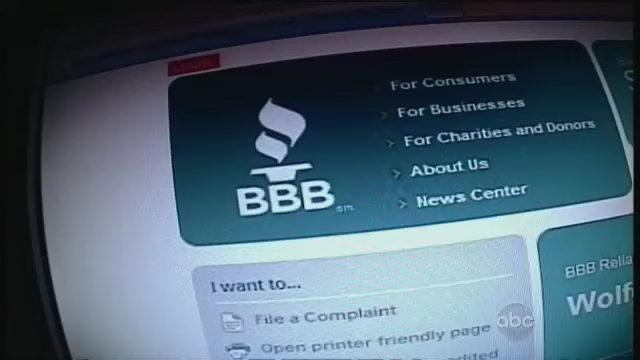 For Consumers
For Businesses
For Charities and Donors
About Us
News Center
BBB
I want to...
File a Complaint
BBB Relia
Wolf
Open printer friendly page
abc